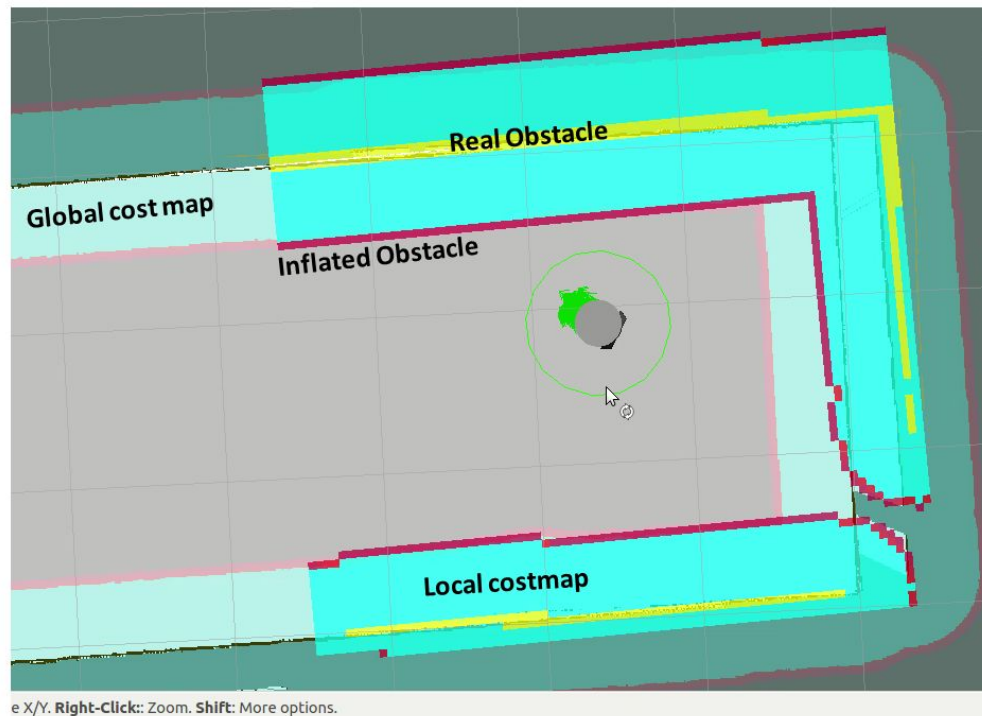 Real Obstacle
Global cost map
Inflated Obstacle
Local costmap
e X/Y. Right-Click:: Zoom. Shift: More options.